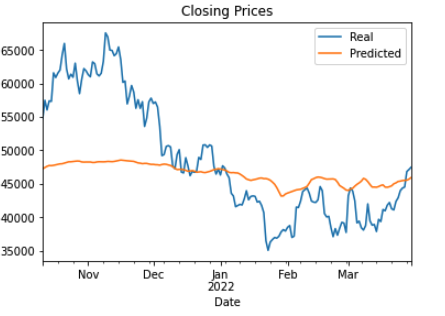 Closing Prices
Real
Predicted
65000
60000
55000
50000
45000
40000
35000
Nov
Dec
Jan
Feb
Mar
2022
Date